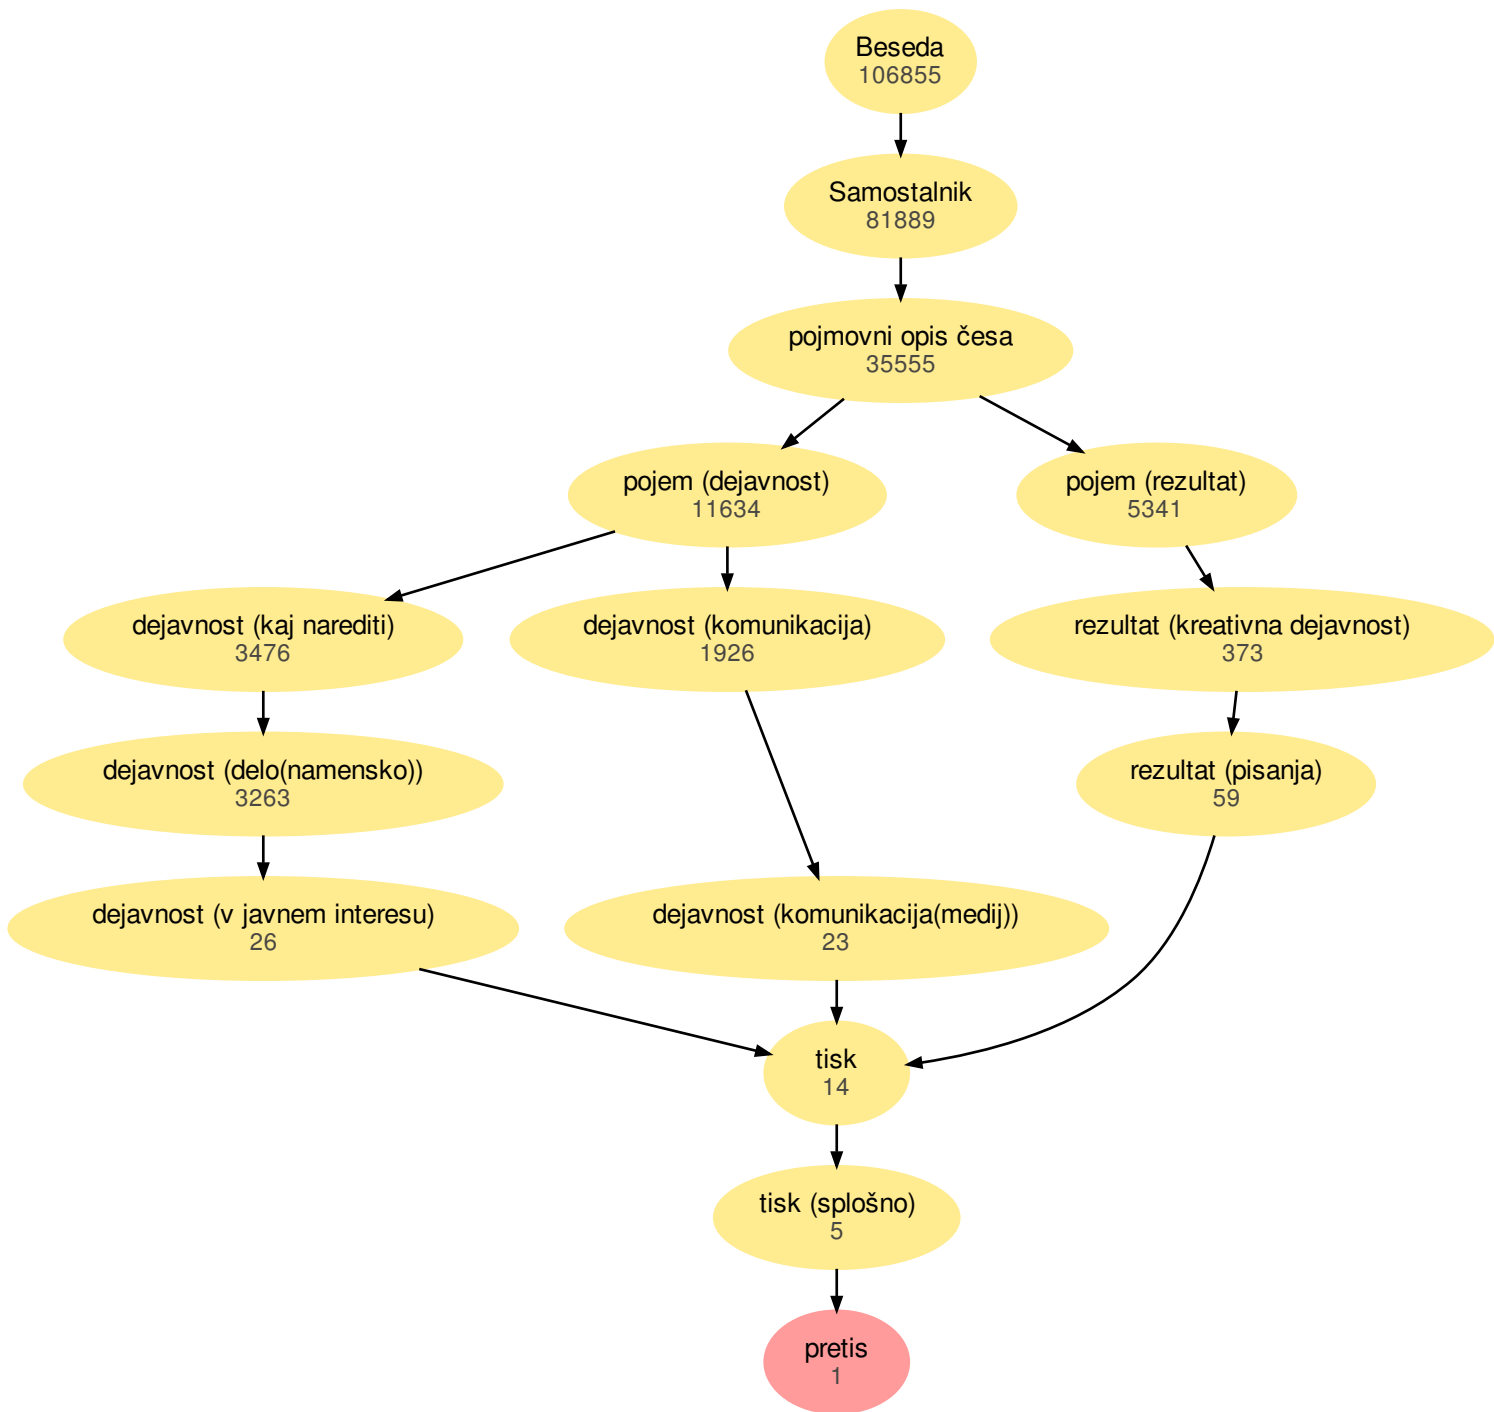 Beseda
106855
Samostalnik
81889
pojmovni opis česa
35555
pojem (dejavnost)
11634
pojem (rezultat)
5341
dejavnost (kaj narediti)
3476
dejavnost (komunikacija)
1926
rezultat (kreativna dejavnost)
373
dejavnost (delo(namensko))
3263
rezultat (pisanja)
59
dejavnost (v javnem interesu)
26
dejavnost (komunikacija(medij))
23
tisk
14
tisk (splošno)
5
pretis
1